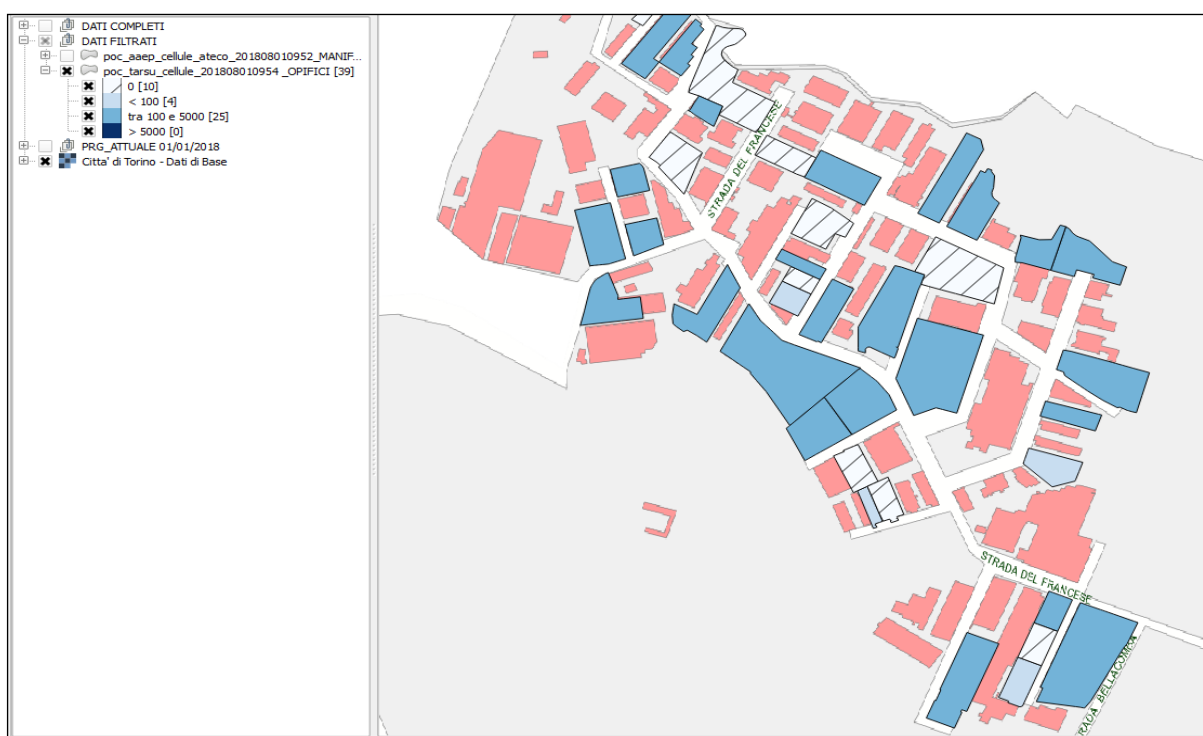 DATI COMPLETI
DATI FILTRATI
poc_aaep_cellule_ateco_201808010952_MANIF...
poc_tarsu_cellule_201808010954 _OPIFICI [39]
0 [10]
< 100 [4]
tra 100 e 5000 [25]
> 5000 [0]
PRG_ATTUALE 01/01/2018
Citta' di Torino - Dati di Base
STRADA DEL FRANCESE
STRADA DEL FRANCESE
RADA BELLACOMBA